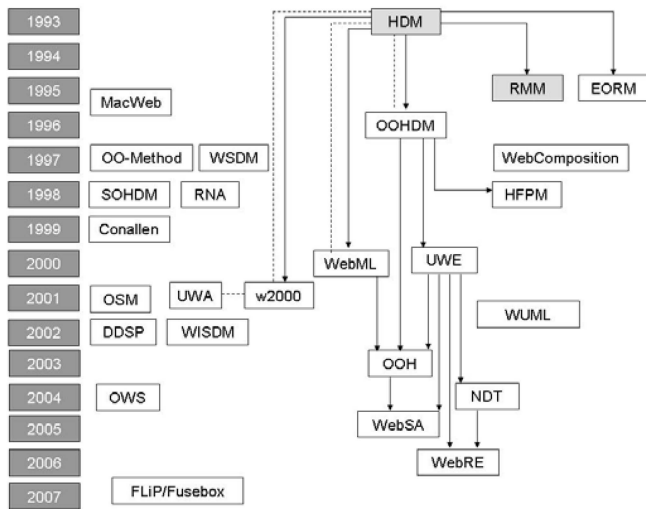 1993
HDM
1994
1995
RMM
EORM
MacWeb
1996
OOHDM
1997
OO-Method
WSDM
WebComposition
1998
SOHDM
RNA
HFPM
1999
Conallen
2000
WebML
UWE
2001
OSM
UWA
w2000
WUML
2002
DDSP
WISDM
2003
OOH
2004
OWS
NDT
WebSA
2005
2006
WebRE
2007
FLiP/Fusebox